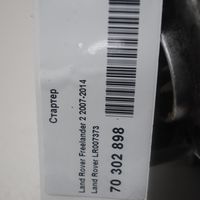 Стартер
Land Rover Freelander 2 2007-2014
Land Rover LR007373
70 302 898